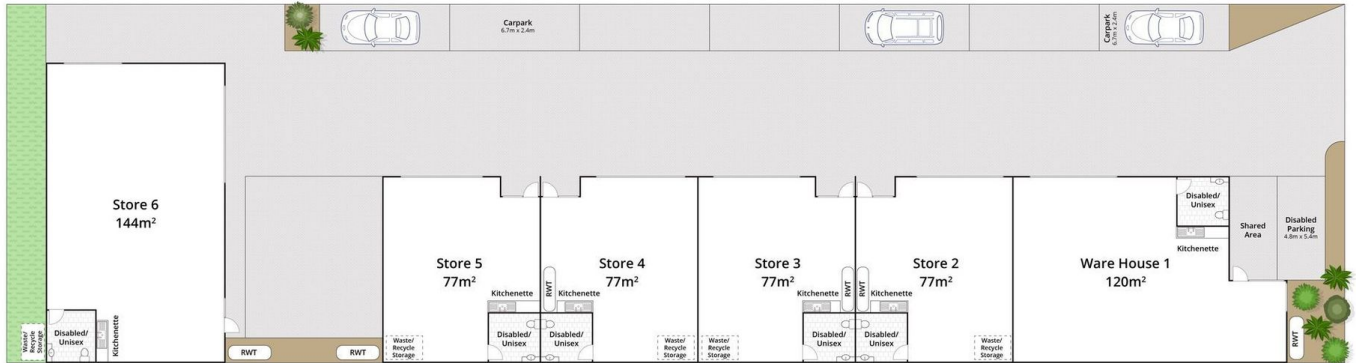 Carpark
6.7m x 2.4m
Carpark
6.7m x 2.4m
Store 6
144m²
Waste/
Recycle
Storage
Disabled/
Unisex
Kitchenette
RWT
RWT
Store 5
77m²
Waste/
Recycle
Storage
Kitchenette
Disabled/
Unisex
Store 4
77m²
RWT
Kitchenette
Disabled/
Unisex
Waste/
Recycle
Storage
Store 3
77m²
Waste/
Recycle
Storage
Kitchenette
RWT
Disabled/
Unisex
Store 2
77m²
RWT
Kitchenette
Disabled/
Unisex
Waste/
Recycle
Storage
Ware House 1
120m²
Disabled/
Unisex
Kitchenette
Shared
Area
Disabled
Parking
4.8m x 5.4m
RWT